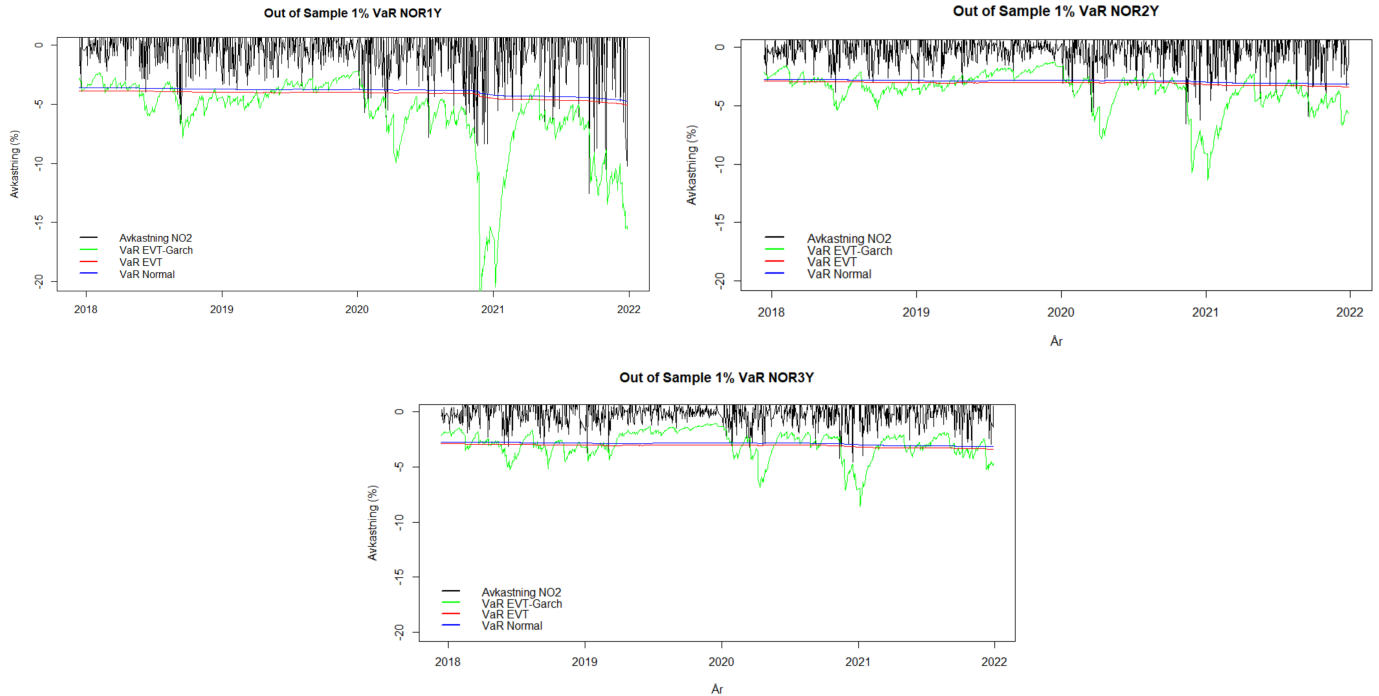 Out of Sample 1% VaR NOR1Y
Avkastning (%)
0
-5
-10
-15
-20
Avkastning NO2
VaR EVT-Garch
VaR EVT
VaR Normal
2018 2019 2020 2021 2022
Out of Sample 1% VaR NOR2Y
Avkastning (%)
0
-5
-10
-15
-20
Avkastning NO2
VaR EVT-Garch
VaR EVT
VaR Normal
2018 2019 2020 2021 2022
År
Out of Sample 1% VaR NOR3Y
Avkastning (%)
0
-5
-10
-15
-20
Avkastning NO2
VaR EVT-Garch
VaR EVT
VaR Normal
2018 2019 2020 2021 2022
År